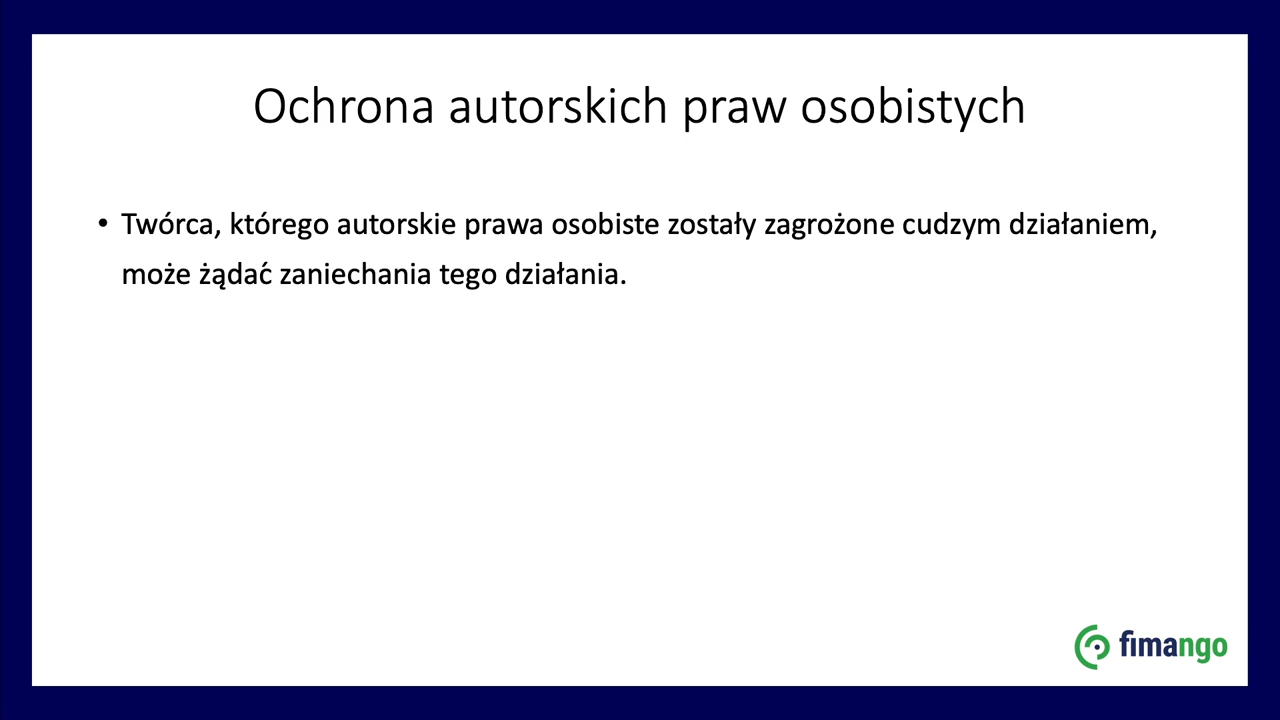 Ochrona autorskich praw osobistych
• Twórca, którego autorskie prawa osobiste zostały zagrożone cudzym działaniem,
może żądać zaniechania tego działania.
fimango